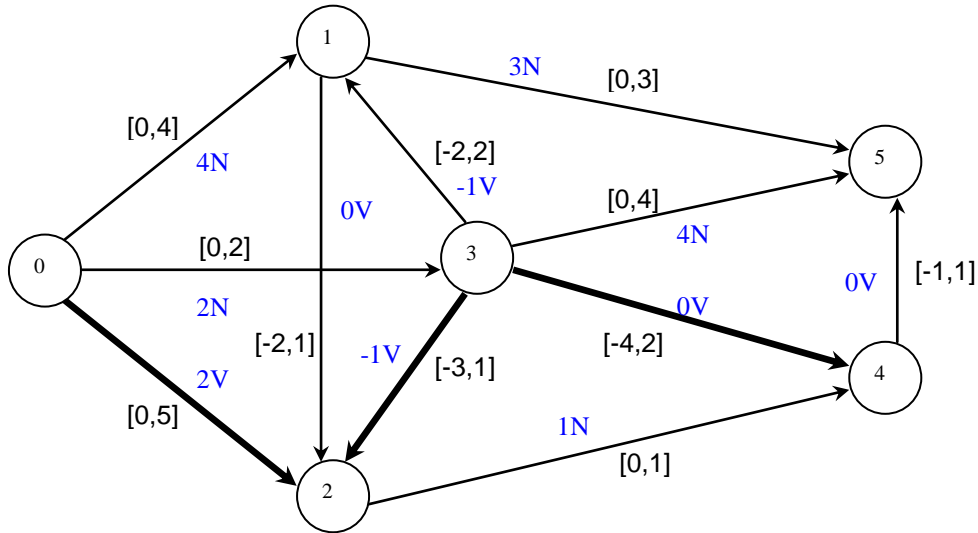 1
3N
[0,3]
[0,4]
4N
[-2,2]
-1V
[0,4]
5
0V
4N
0
[0,2]
3
2N
0V
[-1,1]
0V
[-2,1]
-1V
[-4,2]
2V
[-3,1]
4
[0,5]
1N
[0,1]
2